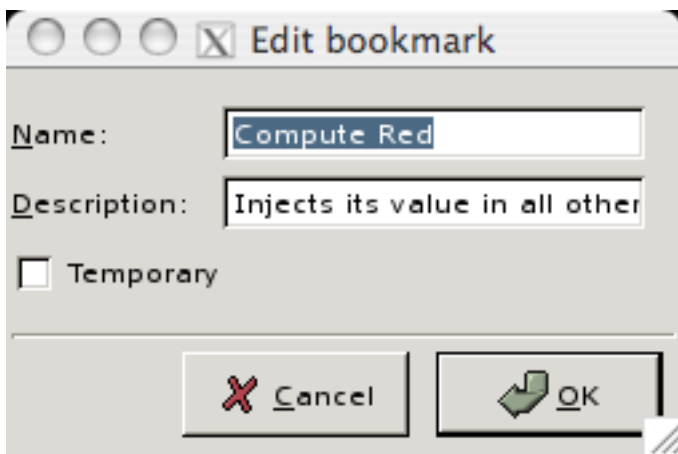 Edit bookmark
Name: Compute Red
Description: Injects its value in all other
Temporary
Cancel OK